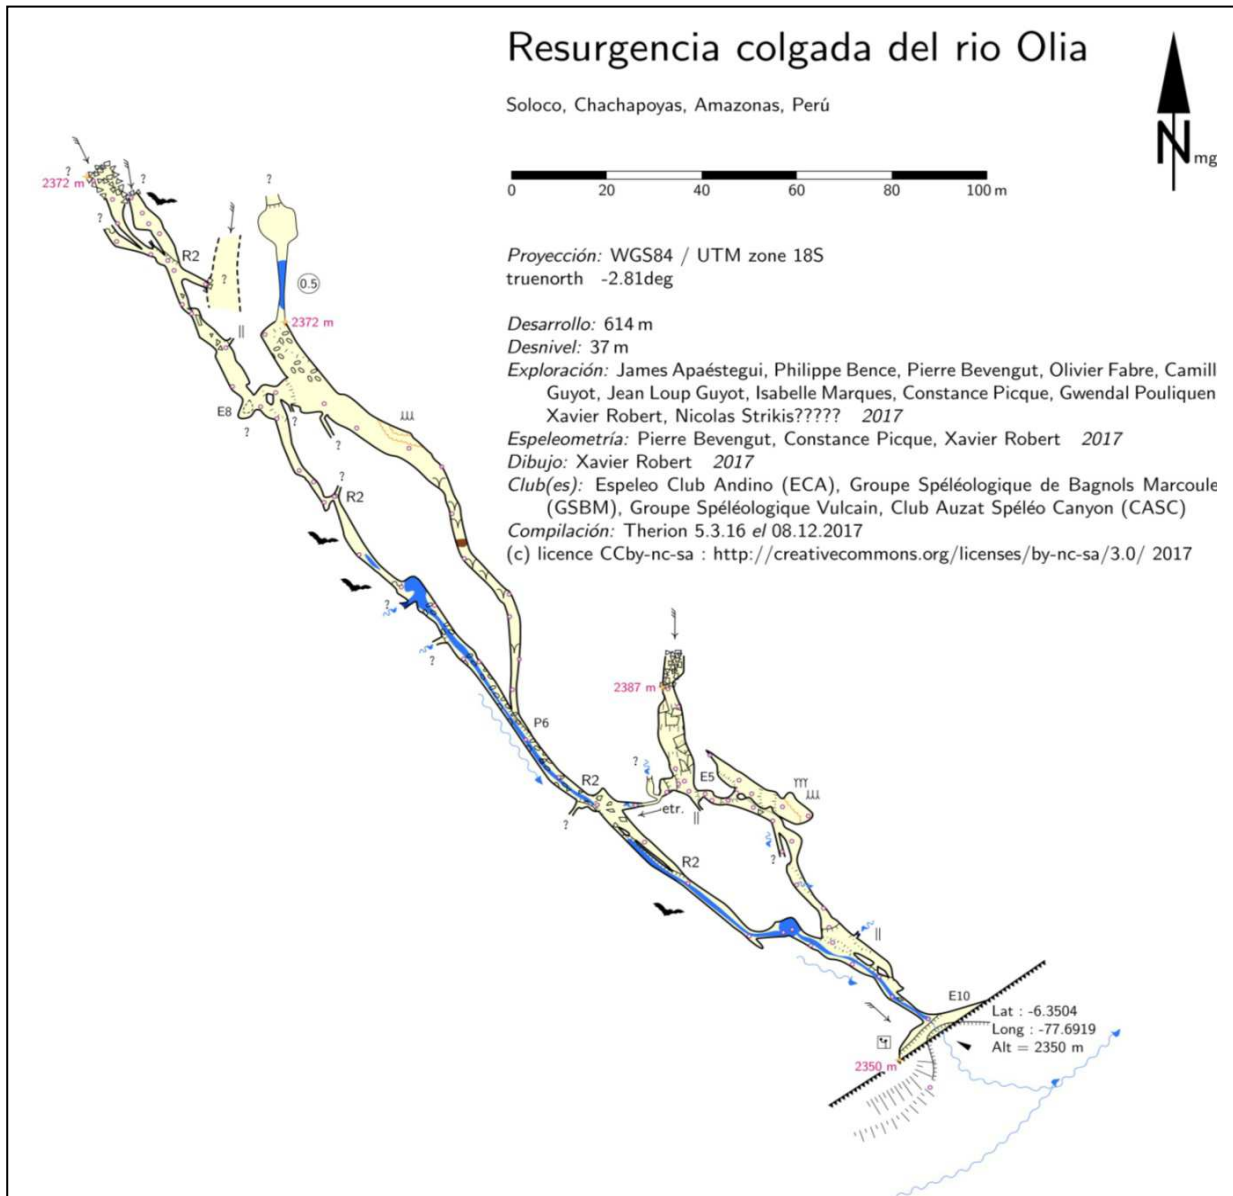 Resurgencia colgada del rio Olia
Soloco, Chachapoyas, Amazonas, Perú
N mg
0 20 40 60 80 100 m
Proyección: WGS84 / UTM zone 18S
truenorth -2.81deg
Desarrollo: 614 m
Desnivel: 37 m
Exploración: James Apaéstegui, Philippe Bence, Pierre Bevengut, Olivier Fabre, Camill
Guyot, Jean Loup Guyot, Isabelle Marques, Constance Picque, Gwendal Pouliquen
Xavier Robert, Nicolas Strikis????? 2017
Espeleometría: Pierre Bevengut, Constance Picque, Xavier Robert 2017
Dibujo: Xavier Robert 2017
Club(es): Espeleo Club Andino (ECA), Groupe Spéléologique de Bagnols Marcoule
(GSBM), Groupe Spéléologique Vulcain, Club Auzat Spéléo Canyon (CASC)
Compilación: Therion 5.3.16 el 08.12.2017
(c) licence CCby-nc-sa : http://creativecommons.org/licenses/by-nc-sa/3.0/ 2017
? ? ?
2372 m
?
R2
?
0.5
2372 m
E8
? ? ?
?
R2
?
?
P6
2387 m
?
R2
E5
etr.
?
?
R2
E10
Lat : -6.3504
Long : -77.6919
Alt = 2350 m
2350 m